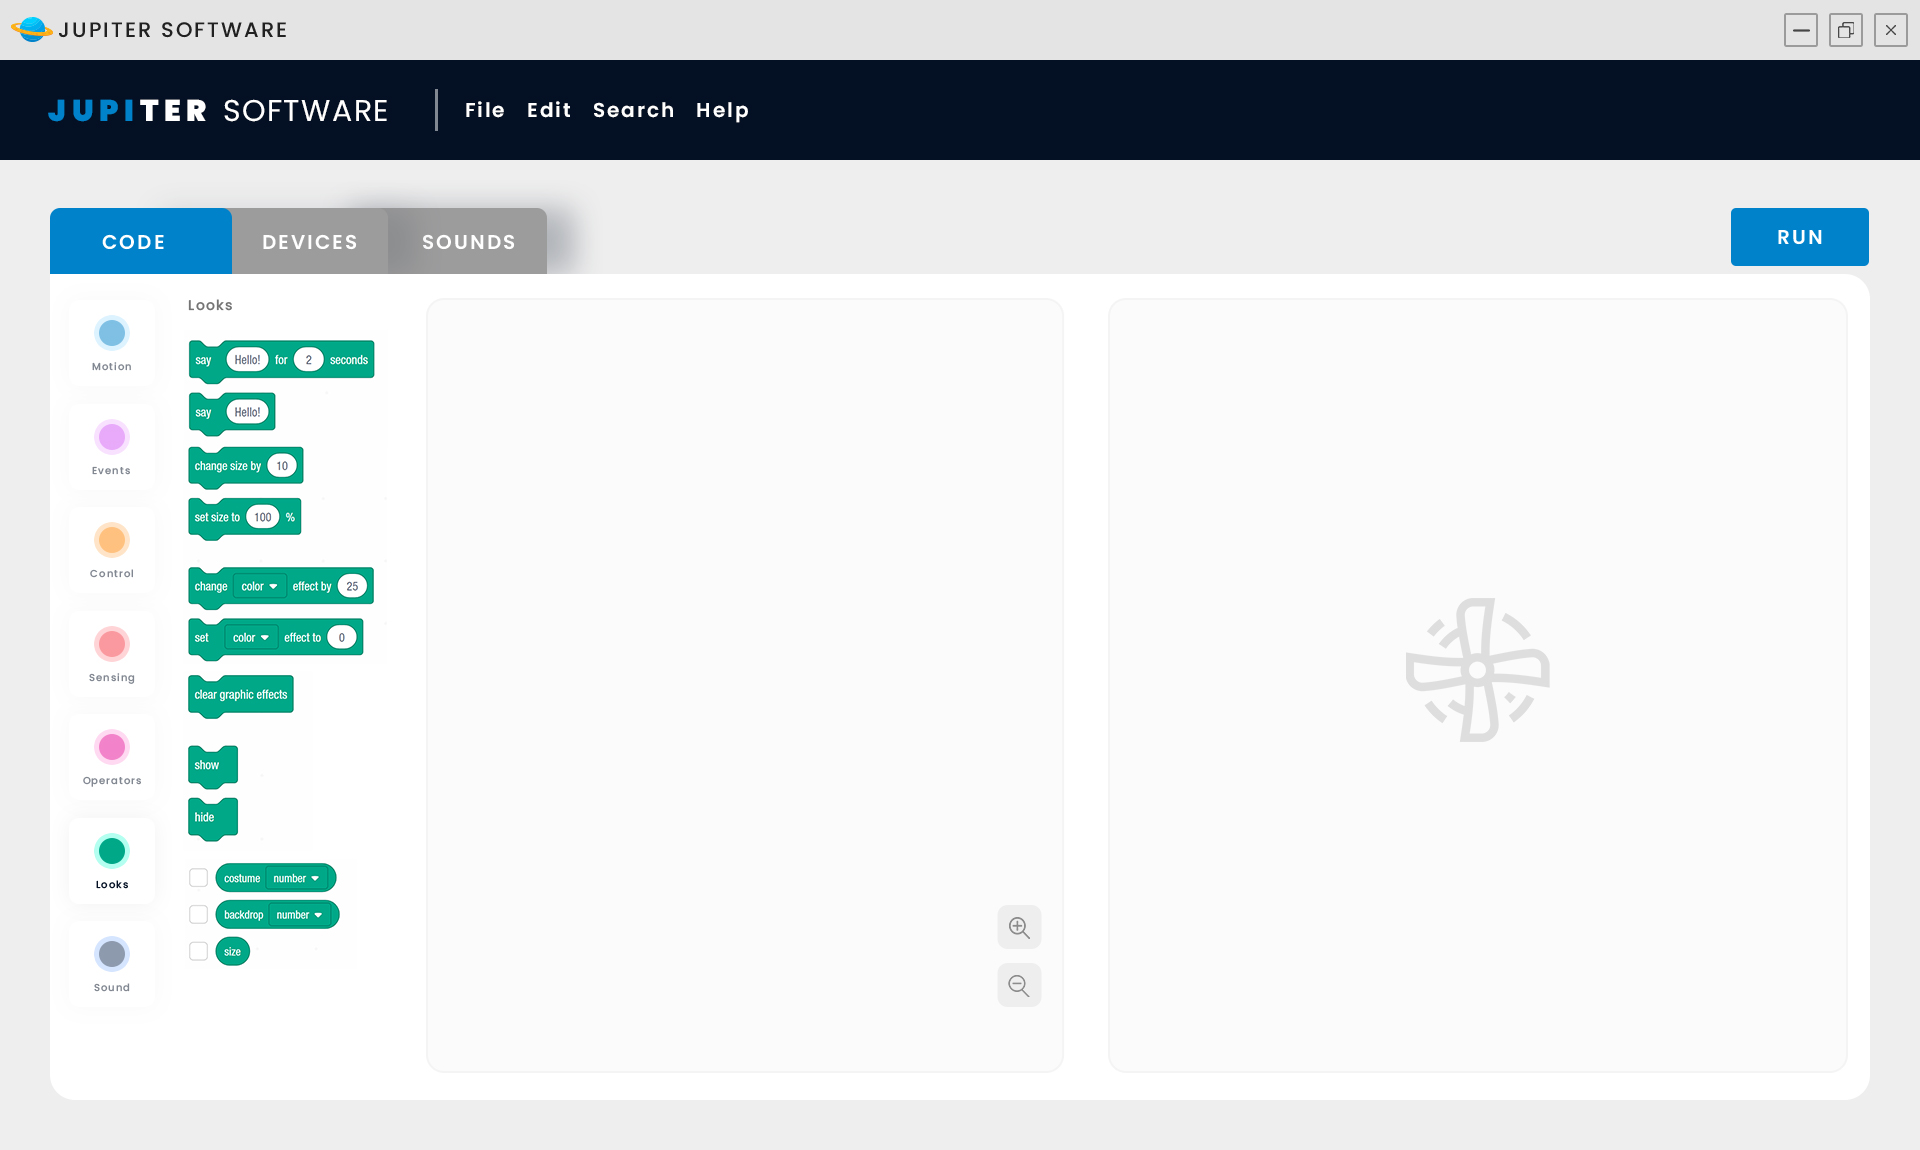 JUPITER SOFTWARE
JUPITER SOFTWARE
File Edit Search Help
CODE DEVICES SOUNDS
RUN
Motion
Events
Control
Sensing
Operators
Looks
Sound
Looks
say Hello! for 2 seconds
say Hello!
change size by 10
set size to 100 %
change color effect by 25
set color effect to 0
clear graphic effects
show
hide
costume number
backdrop number
size